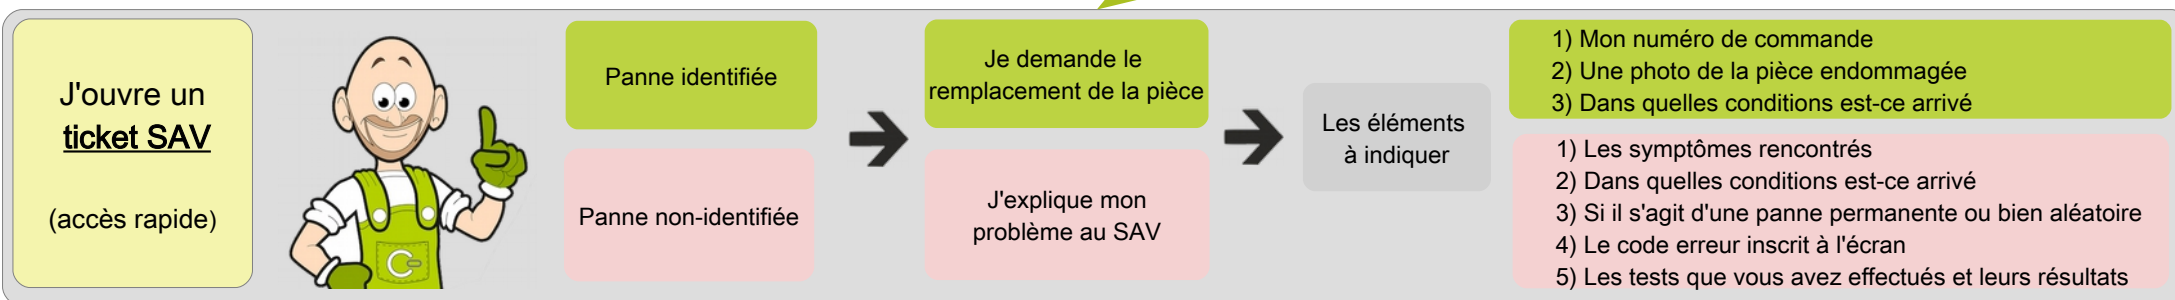 J'ouvre un
ticket SAV
(accès rapide)
Panne identifiée
Panne non-identifiée
Je demande le
remplacement de la pièce
J'explique mon
problème au SAV
Les éléments
à indiquer
1) Mon numéro de commande
2) Une photo de la pièce endommagée
3) Dans quelles conditions est-ce arrivé
1) Les symptômes rencontrés
2) Dans quelles conditions est-ce arrivé
3) Si il s'agit d'une panne permanente ou bien aléatoire
4) Le code erreur inscrit à l'écran
5) Les tests que vous avez effectués et leurs résultats